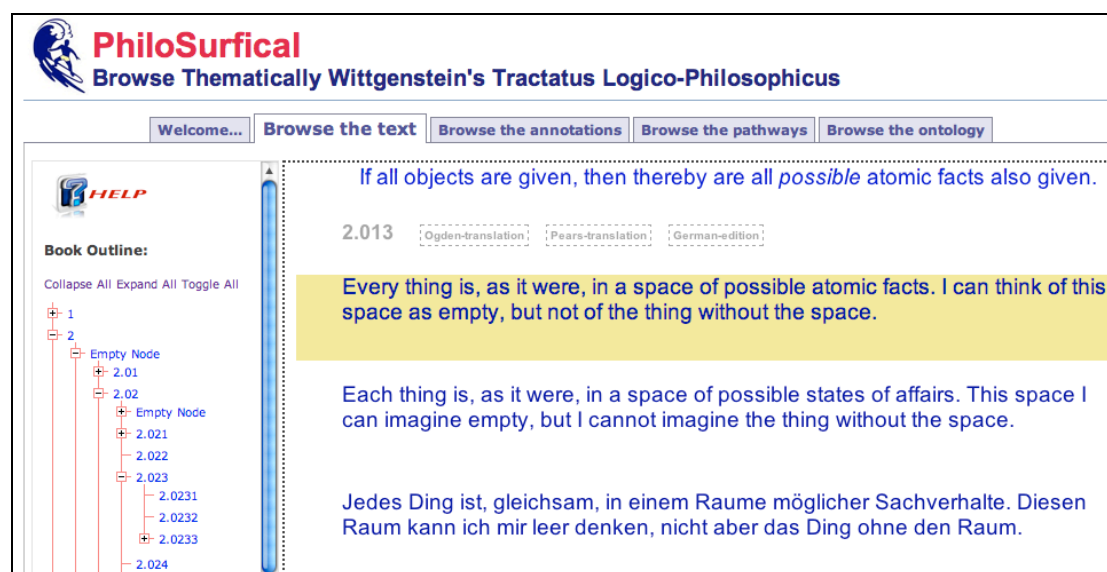 PhiloSurfical
Browse Thematically Wittgenstein's Tractatus Logico-Philosophicus
Welcome... Browse the text Browse the annotations Browse the pathways Browse the ontology
HELP
Book Outline:
Collapse All Expand All Toggle All
1
2
Empty Node
2.01
2.02
Empty Node
2.021
2.022
2.023
2.0231
2.0232
2.0233
2.024
If all objects are given, then thereby are all possible atomic facts also given.
2.013 Ogden-translation Pears-translation German-edition
Every thing is, as it were, in a space of possible atomic facts. I can think of this
space as empty, but not of the thing without the space.
Each thing is, as it were, in a space of possible states of affairs. This space I
can imagine empty, but I cannot imagine the thing without the space.
Jedes Ding ist, gleichsam, in einem Raume möglicher Sachverhalte. Diesen
Raum kann ich mir leer denken, nicht aber das Ding ohne den Raum.